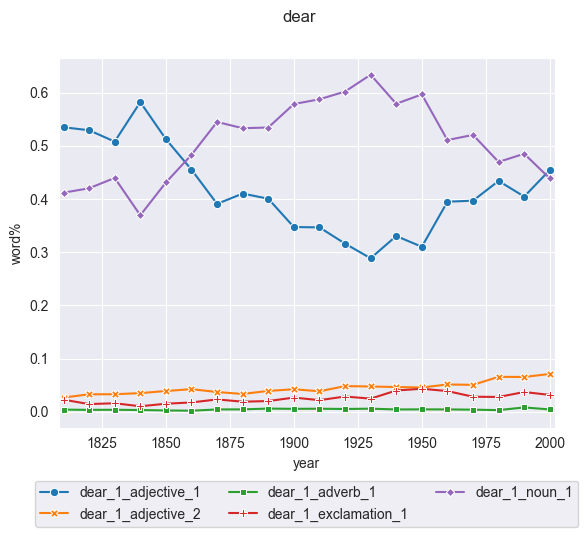 dear
0.6
0.5
0.4
0.3
0.2
0.1
0.0
word%
1825 1850 1875 1900 1925 1950 1975 2000
year
dear_1_adjective_1 dear_1_adverb_1 dear_1_noun_1
dear_1_adjective_2 dear_1_exclamation_1